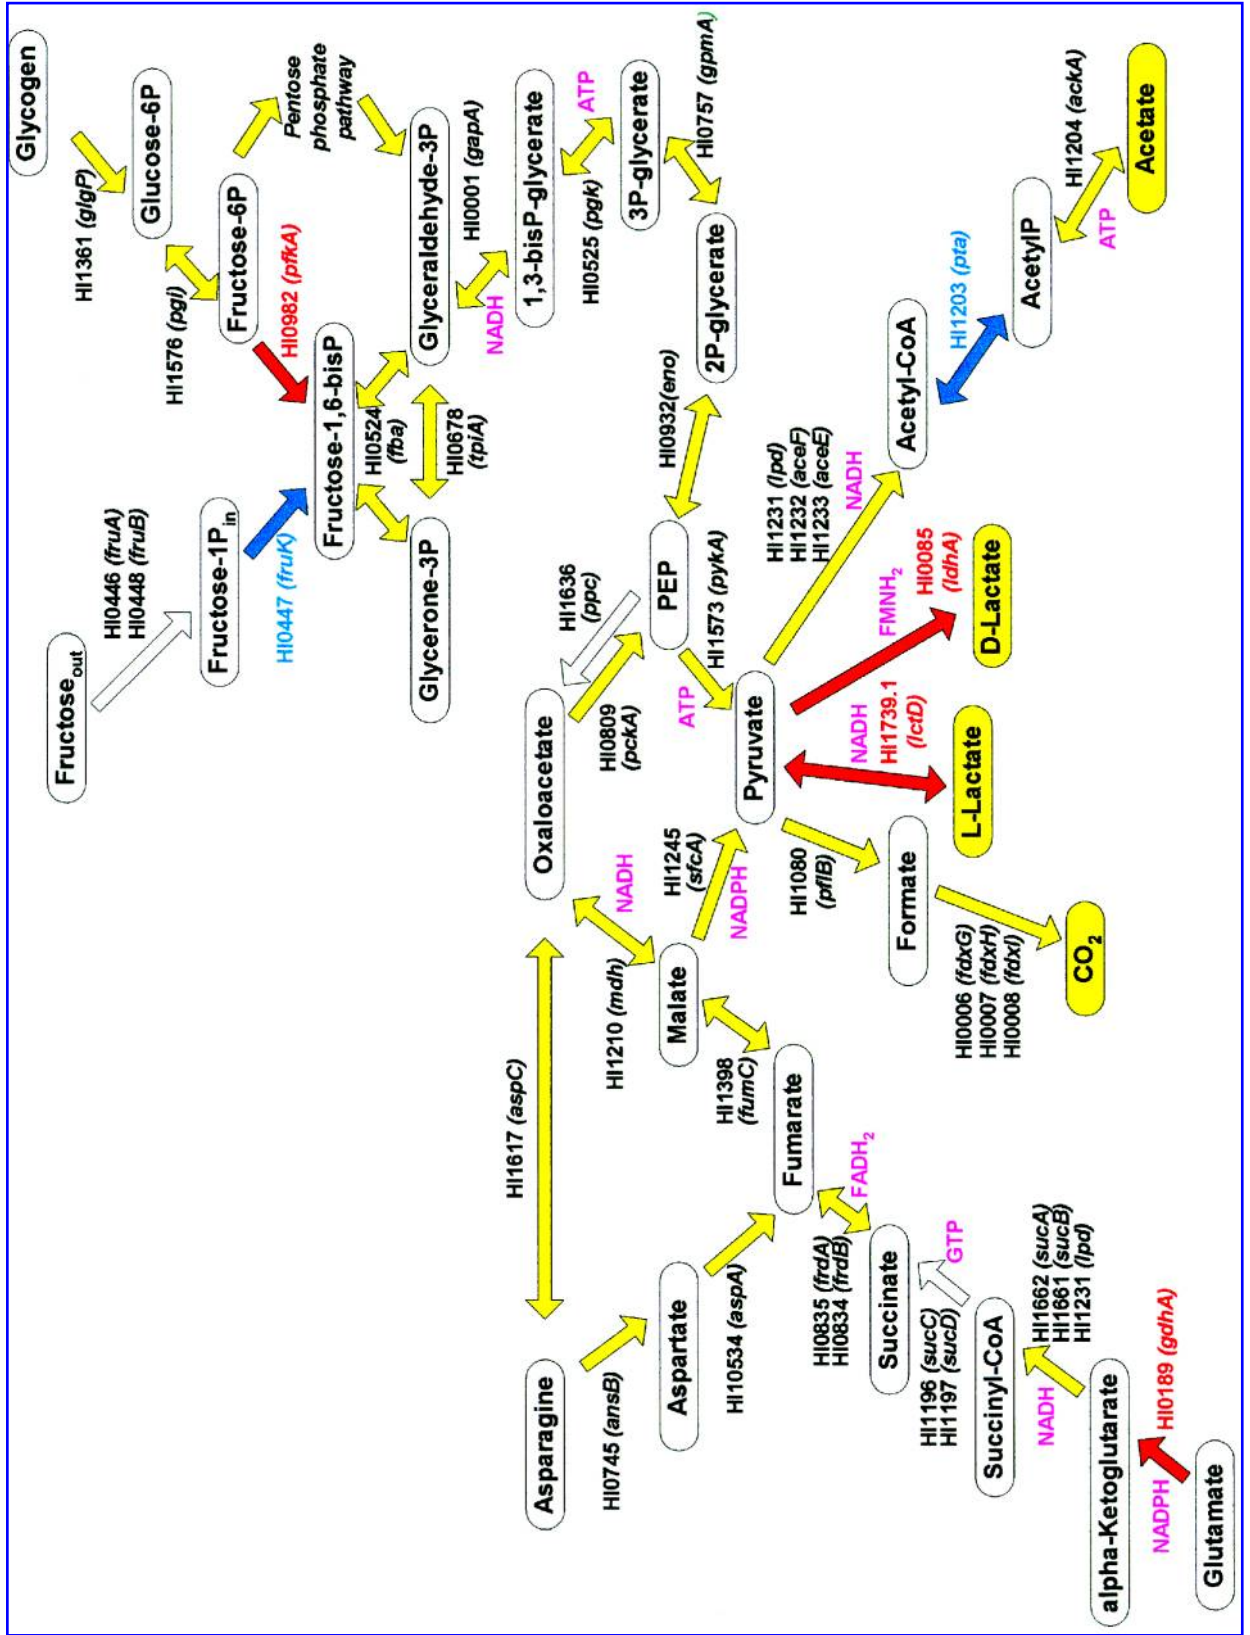 Fructose out
HI0446 (fruA)
HI0448 (fruB)
Fructose-1P in
HI0447 (fruK)
Glycogen
HI1361 (glgP)
Glucose-6P
HI1576 (pgi)
Fructose-6P
HI0982 (pfkA)
Pentose
phosphate
pathway
Fructose-1,6-bisP
HI0524
(fba)
Glycerone-3P
HI0678
(tpiA)
Glyceraldehyde-3P
HI0001 (gapA)
NADH
1,3-bisP-glycerate
HI0525 (pgk)
ATP
3P-glycerate
HI0757 (gpmA)
2P-glycerate
HI0932(eno)
PEP
HI1636
(ppc)
HI0809
(pckA)
Oxaloacetate
HI1617 (aspC)
Asparagine
HI0745 (ansB)
Aspartate
HI10534 (aspA)
HI1210 (mdh)
NADH
Malate
HI1245
(sfcA)
NADPH
HI1398
(fumC)
Fumarate
FADH2
HI0835 (frdA)
HI0834 (frdB)
Succinate
GTP
HI1196 (sucC)
HI1197 (sucD)
Succinyl-CoA
NADH
HI1662 (sucA)
HI1661 (sucB)
HI1231 (lpd)
alpha-Ketoglutarate
NADPH
HI0189 (gdhA)
Glutamate
ATP
HI1573 (pykA)
Pyruvate
HI1080
(pflB)
Formate
HI0006 (fdxG)
HI0007 (fdxH)
HI0008 (fdxI)
CO2
NADH
HI1739.1
(lctD)
L-Lactate
FMNH2
HI0085
(ldhA)
D-Lactate
HI1231 (lpd)
HI1232 (aceF)
HI1233 (aceE)
NADH
Acetyl-CoA
HI1203 (pta)
AcetylP
HI1204 (ackA)
ATP
Acetate